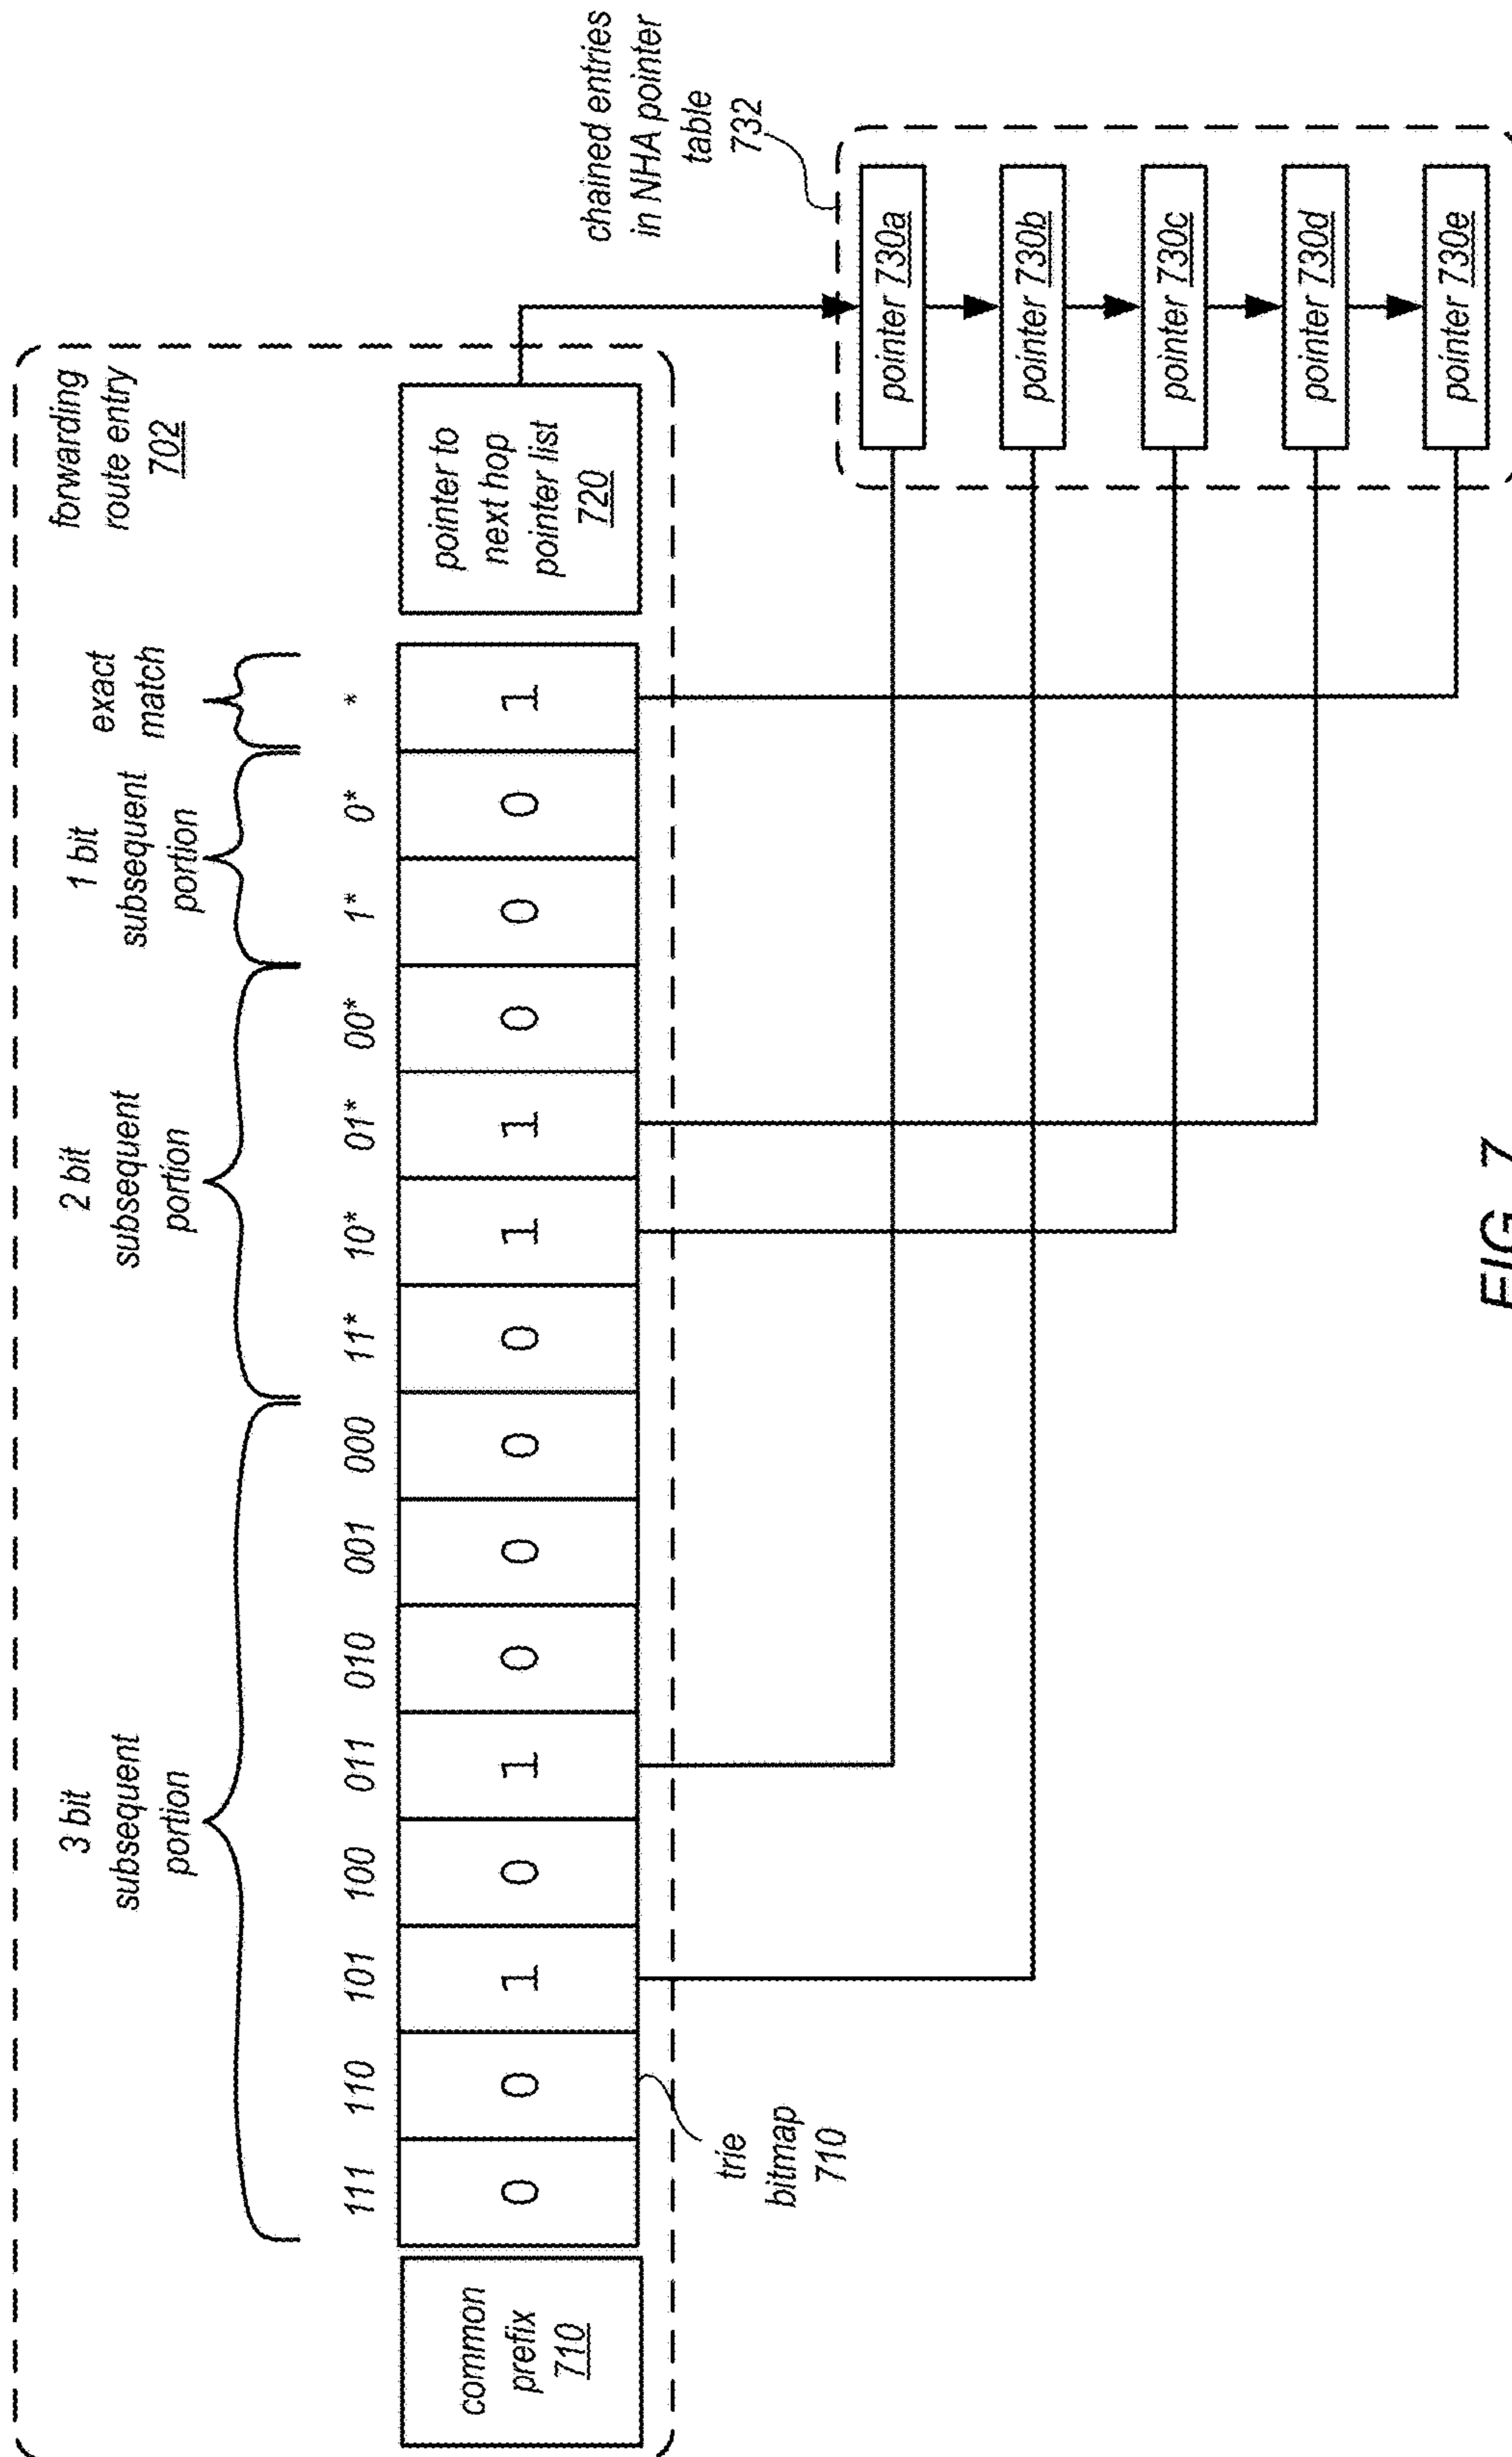 forwarding
route entry
702
3 bit
subsequent
portion
2 bit
subsequent
portion
1 bit
subsequent
portion
exact
match
111 110 101 100 011 010 001 000 11* 10* 01* 00* 1* 0* *
common
prefix
710
0 0 1 0 1 0 0 0 0 1 1 0 0 0 1
pointer to
next hop
pointer list
720
trie
bitmap
710
chained entries
in NHA pointer
table
732
pointer 730a
pointer 730b
pointer 730c
pointer 730d
pointer 730e
FIG. 7